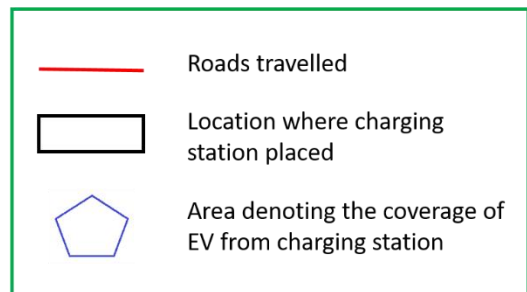 Roads travelled
Location where charging
station placed
Area denoting the coverage of
EV from charging station